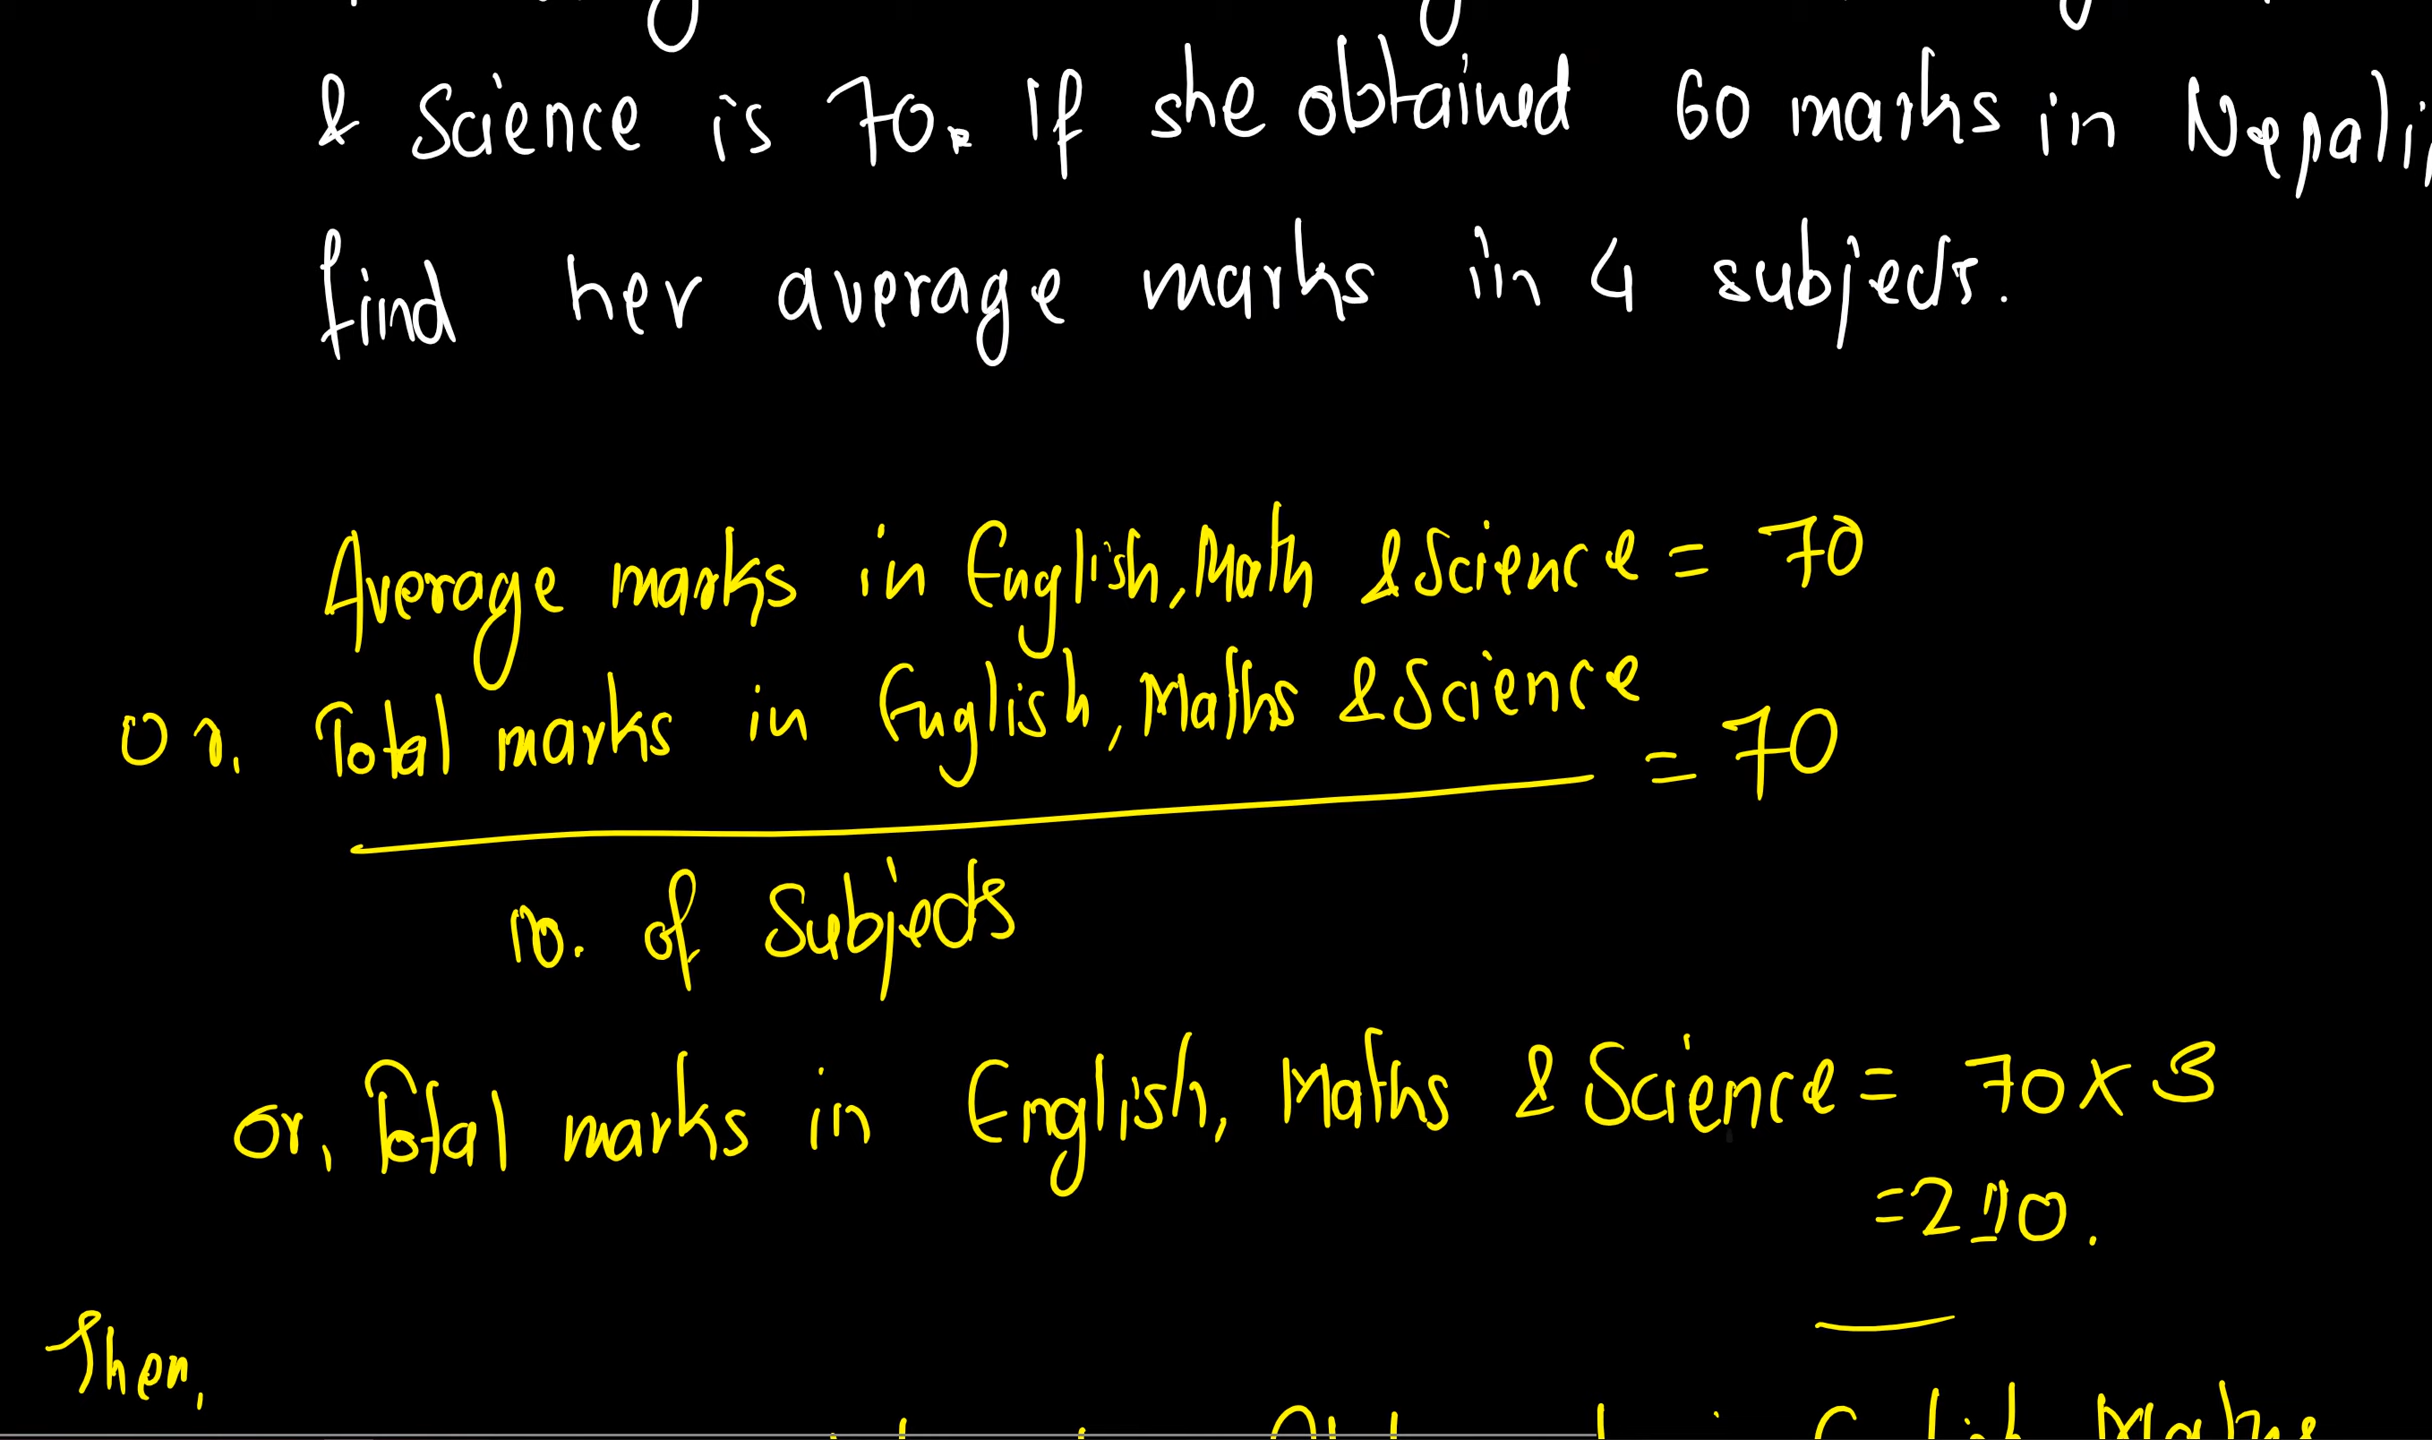 & Science is 70. If she obtained 60 marks in Nepali,
find her average marks in 4 subjects.
Average marks in English, Math & Science = 70
Or, Total marks in English, Maths & Science
= 70
no. of Subjects
or, Total marks in English, Maths & Science = 70 x 3
= 210.
Then,